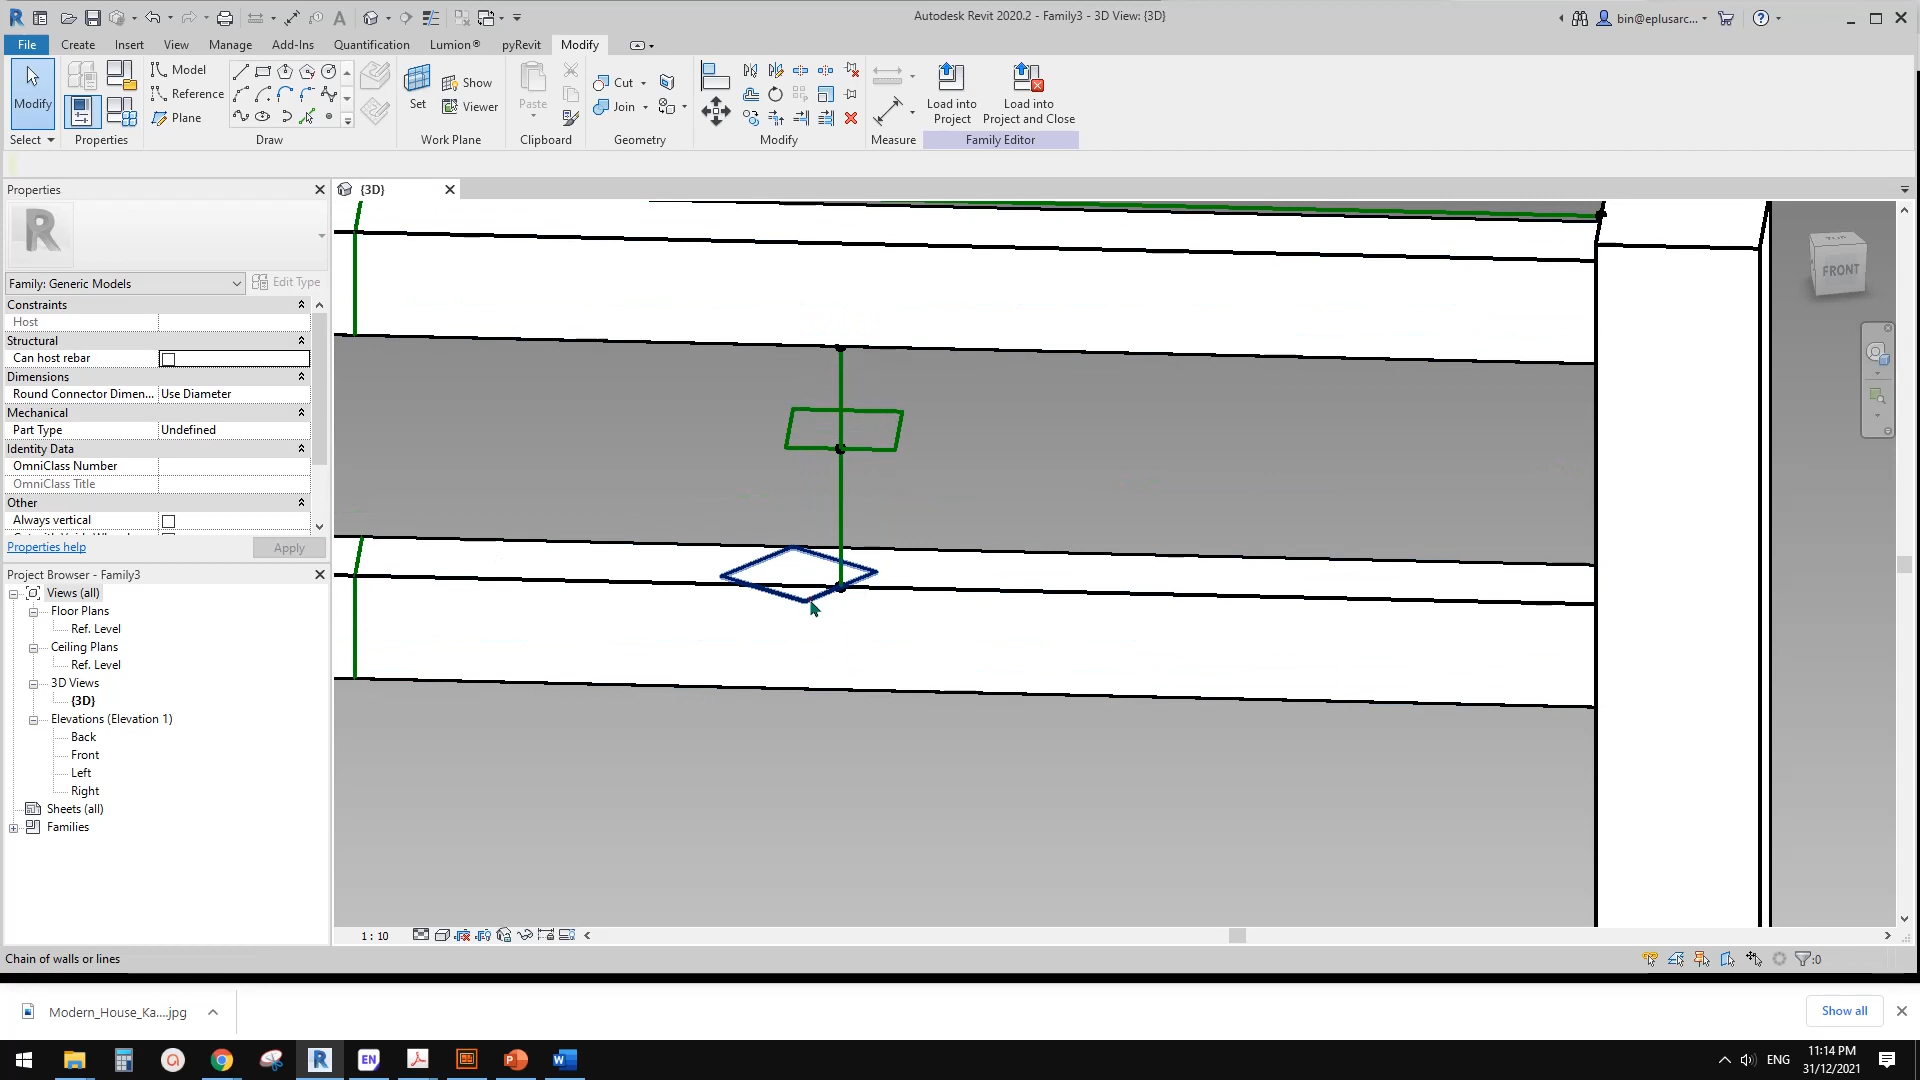 Autodesk Revit 2020.2 - Family3 - 3D View: {3D}
bin@eplusarc...
File Create Insert View Manage Add-Ins Quantification Lumion® pyRevit Modify
Modify
Select
Properties
Model
Reference
Plane
Draw
Set
Show
Viewer
Work Plane
Paste
Clipboard
Cut
Join
Geometry
Modify
Measure
Load into
Project
Load into
Project and Close
Family Editor
Properties
{3D}
R
Family: Generic Models
Edit Type
Constraints
Host
Structural
Can host rebar
Dimensions
Round Connector Dimen... Use Diameter
Mechanical
Part Type Undefined
Identity Data
OmniClass Number
OmniClass Title
Other
Always vertical
Properties help
Apply
Project Browser - Family3
Views (all)
Floor Plans
Ref. Level
Ceiling Plans
Ref. Level
3D Views
{3D}
Elevations (Elevation 1)
Back
Front
Left
Right
Sheets (all)
Families
TOP
FRONT
1 : 10
Chain of walls or lines
:0
Modern_House_Ka....jpg
Show all
EN
ENG
11:14 PM
31/12/2021